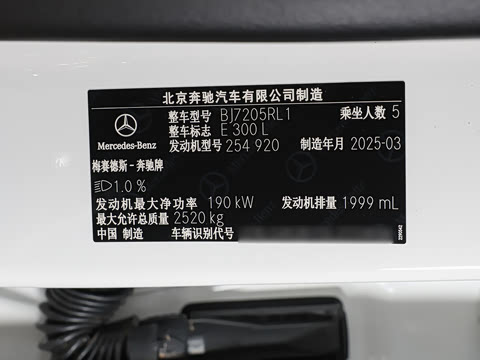 北京奔驰汽车有限公司制造
整车型号 BJ7205RL1 乘坐人数 5
整车标志 E 300 L
Mercedes-Benz 发动机型号 254 920 制造年月 2025-03
梅赛德斯－奔驰牌
1.0 %
发动机最大净功率 190 kW 发动机排量 1999 mL
最大允许总质量 2520 kg
中国 制造 车辆识别代号